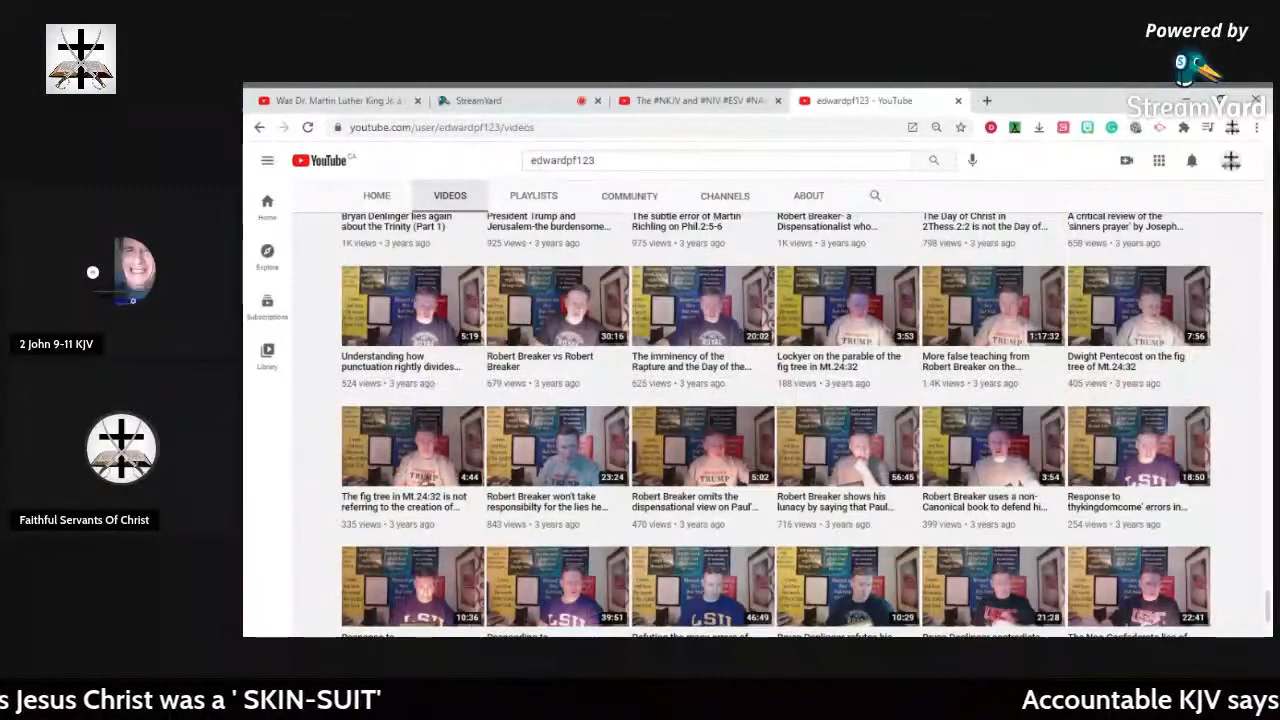 Powered by
StreamYard
Was Dr. Martin Luther King Jr. a
StreamYard
The #NKJV and #NIV #ESV #NA
edwardpf123 - YouTube
youtube.com/user/edwardpf123/videos
YouTube CA
edwardpf123
HOME VIDEOS PLAYLISTS COMMUNITY CHANNELS ABOUT
Home
Explore
Subscriptions
Library
Bryan Denlinger lies again
about the Trinity (Part 1)
1K views • 3 years ago
President Trump and
Jerusalem-the burdensome...
925 views • 3 years ago
The subtle error of Martin
Richling on Phil.2:5-6
975 views • 3 years ago
Robert Breaker- a
Dispensationalist who...
1K views • 3 years ago
The Day of Christ in
2Thess.2:2 is not the Day of...
798 views • 3 years ago
A critical review of the
'sinners prayer' by Joseph...
658 views • 3 years ago
5:19
Understanding how
punctuation rightly divides...
524 views • 3 years ago
30:16
Robert Breaker vs Robert
Breaker
679 views • 3 years ago
20:02
The imminency of the
Rapture and the Day of the...
625 views • 3 years ago
3:53
Lockyer on the parable of the
fig tree in Mt.24:32
188 views • 3 years ago
1:17:32
More false teaching from
Robert Breaker on the...
1.4K views • 3 years ago
7:56
Dwight Pentecost on the fig
tree of Mt.24:32
405 views • 3 years ago
4:44
The fig tree in Mt.24:32 is not
referring to the creation of...
335 views • 3 years ago
23:24
Robert Breaker won't take
responsibilty for the lies he...
843 views • 3 years ago
5:02
Robert Breaker omits the
dispensational view on Paul'...
470 views • 3 years ago
56:45
Robert Breaker shows his
lunacy by saying that Paul...
716 views • 3 years ago
3:54
Robert Breaker uses a non-
Canonical book to defend hi...
399 views • 3 years ago
18:50
Response to
thykingdomcome' errors in...
254 views • 3 years ago
10:36
39:51
46:49
10:29
21:28
22:41
2 John 9-11 KJV
Faithful Servants Of Christ
s Jesus Christ was a ' SKIN-SUIT'
Accountable KJV says